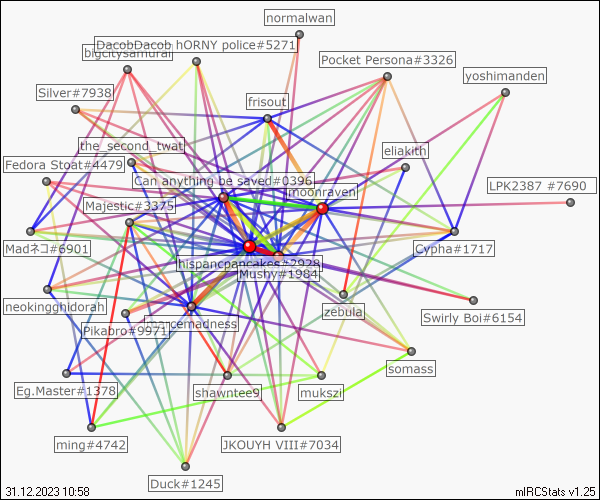 normalwan
DacobDacob hORNY police#5271
bigcitysamurai
Pocket Persona#3326
yoshimanden
Silver#7938
frisout
the_second_twat
eliakith
Fedora Stoat#4479
Can anything be saved#0396
moonraven
LPK2387 #7690
Majestic#3375
Madネコ#6901
Cypha#1717
hispancpancakes#2928
Mushy#1984
neokingghidorah
zebula
Swirly Boi#6154
Pikabro#9971
marcemadness
somass
Eg.Master#1378
shawntee9
mukszi
ming#4742
JKOUYH VIII#7034
Duck#1245
31.12.2023 10:58
mIRCStats v1.25